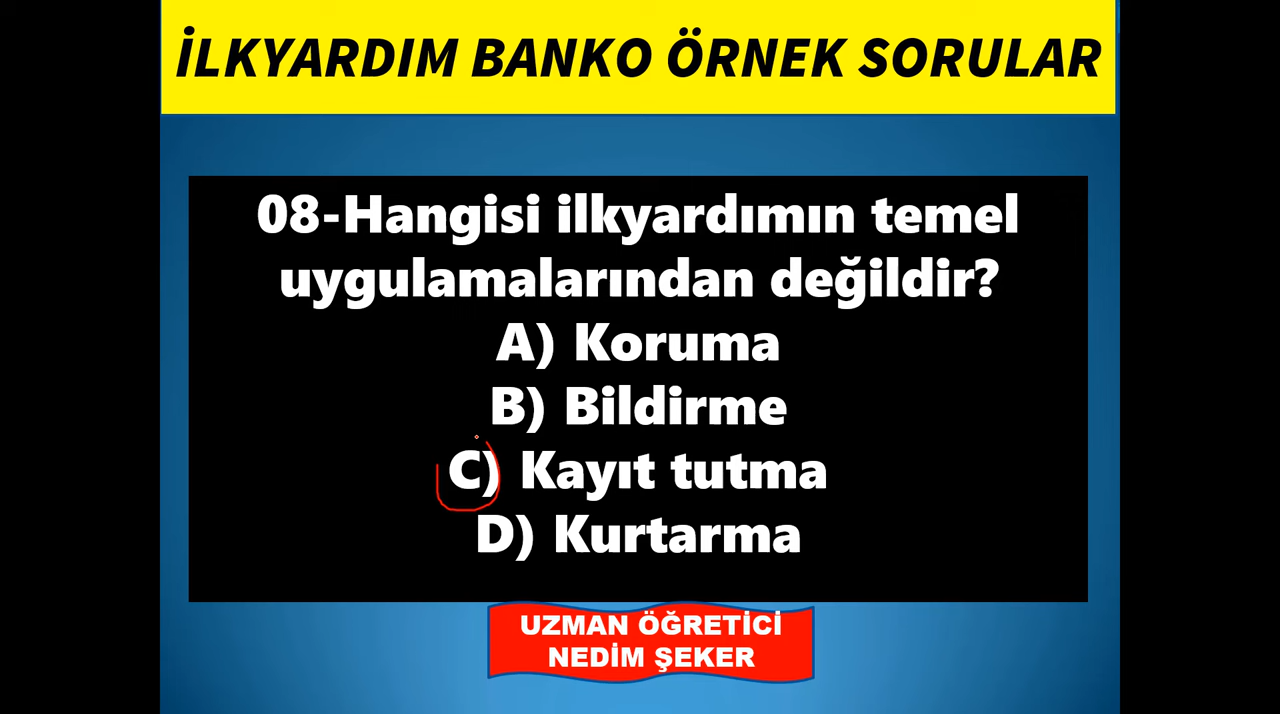 İLKYARDIM BANKO ÖRNEK SORULAR
08-Hangisi ilkyardımın temel
uygulamalarından değildir?
A) Koruma
B) Bildirme
C) Kayıt tutma
D) Kurtarma
UZMAN ÖĞRETİCİ
NEDİM ŞEKER